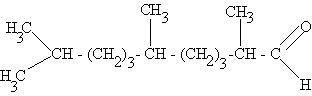 CH₃ CH₃ O
H₃C
CH - (CH₂)₃ - CH - (CH₂)₃ - CH - C
H₃C H